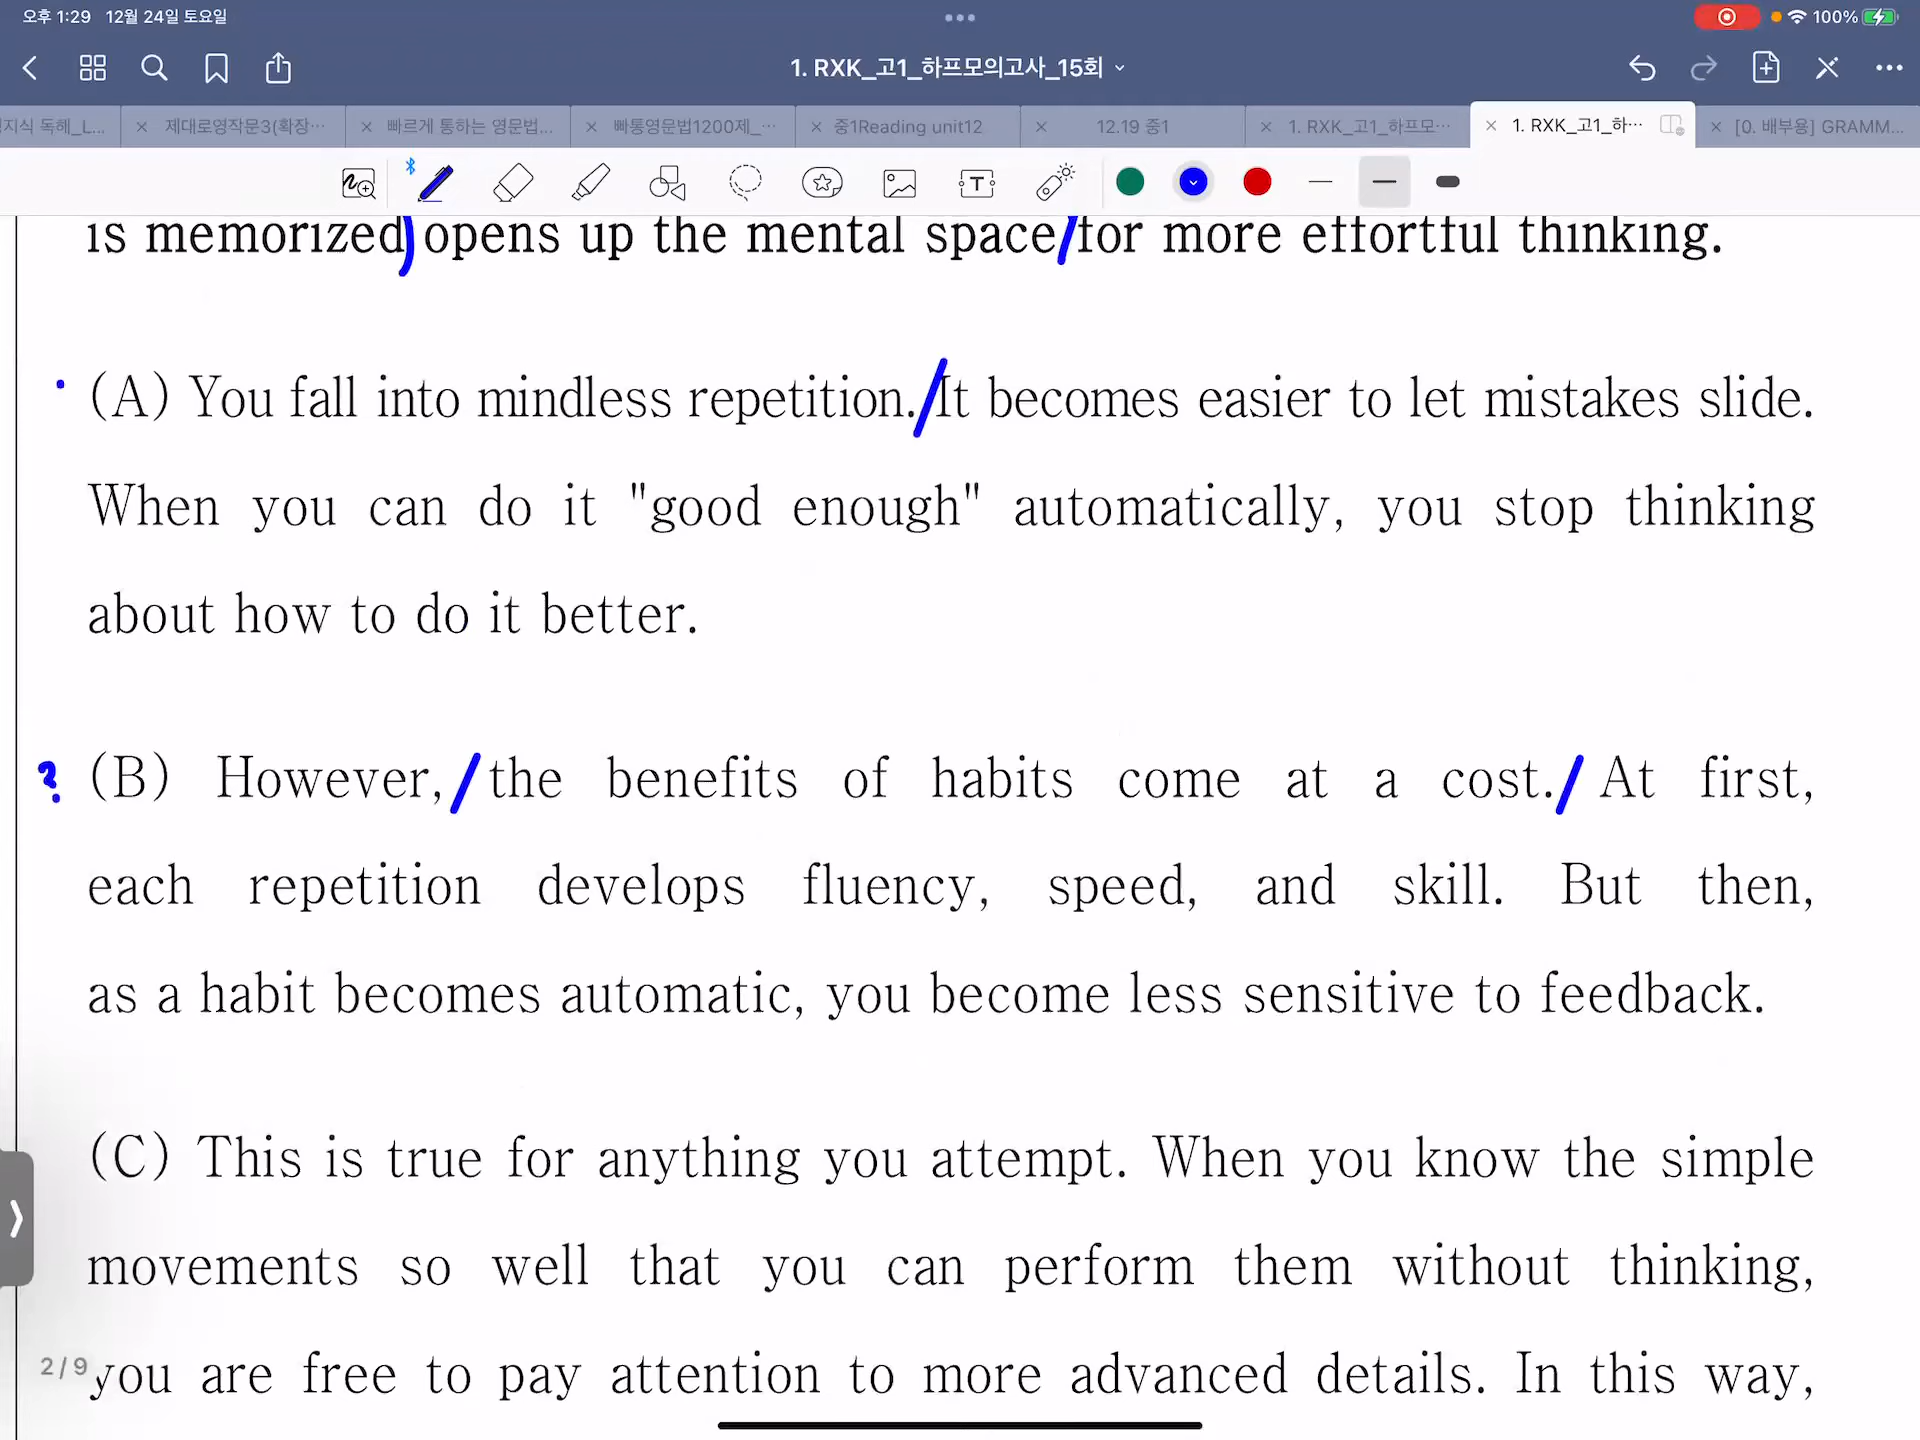 오후 1:29 12월 24일 토요일
100%
1. RXK_고1_하프모의고사_15회
지식 독해_L...
제대로영작문3(확장...
빠르게 통하는 영문법...
빠통영문법1200제_...
중1Reading unit12
12.19 중1
1. RXK_고1_하프모...
1. RXK_고1_하...
[0. 배부용] GRAMM...
is memorized) opens up the mental space/for more effortful thinking.
(A) You fall into mindless repetition./It becomes easier to let mistakes slide.
When you can do it "good enough" automatically, you stop thinking
about how to do it better.
? (B) However,/the benefits of habits come at a cost./ At first,
each repetition develops fluency, speed, and skill. But then,
as a habit becomes automatic, you become less sensitive to feedback.
(C) This is true for anything you attempt. When you know the simple
movements so well that you can perform them without thinking,
2/9
you are free to pay attention to more advanced details. In this way,